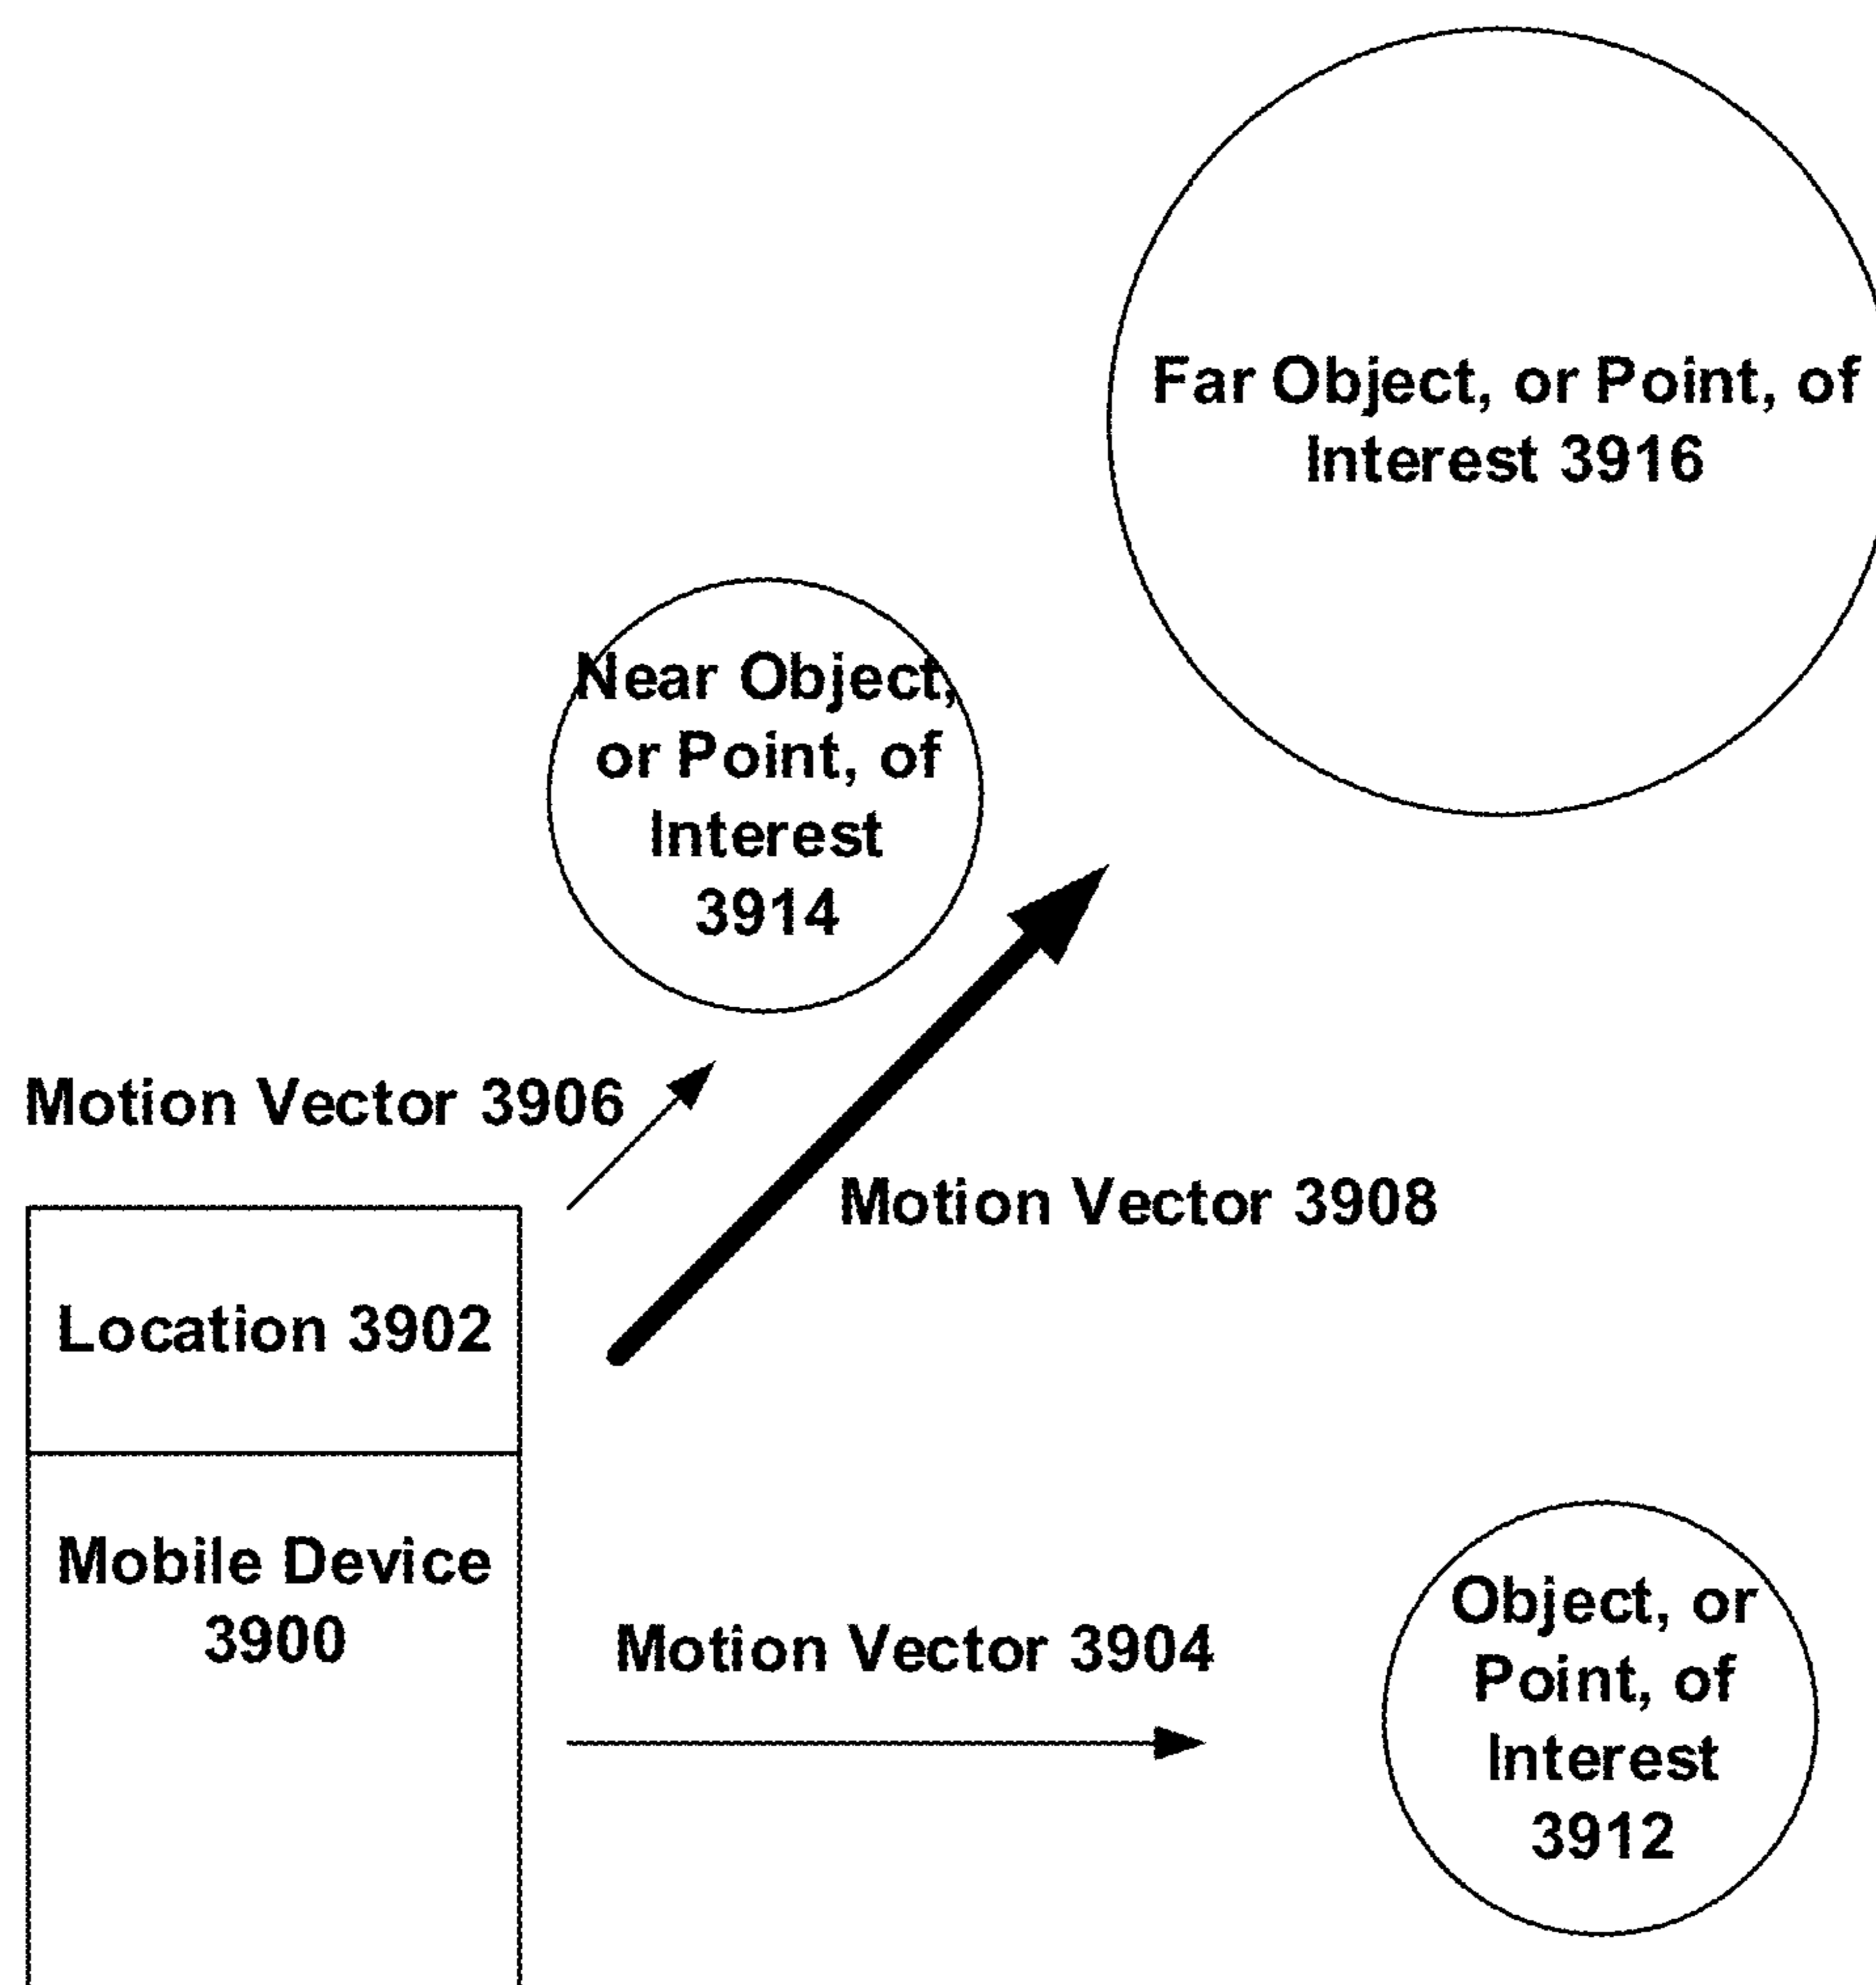 Far Object, or Point, of
Interest 3916
Near Object,
or Point, of
Interest
3914
Motion Vector 3906
Motion Vector 3908
Location 3902
Mobile Device
3900
Motion Vector 3904
Object, or
Point, of
Interest
3912